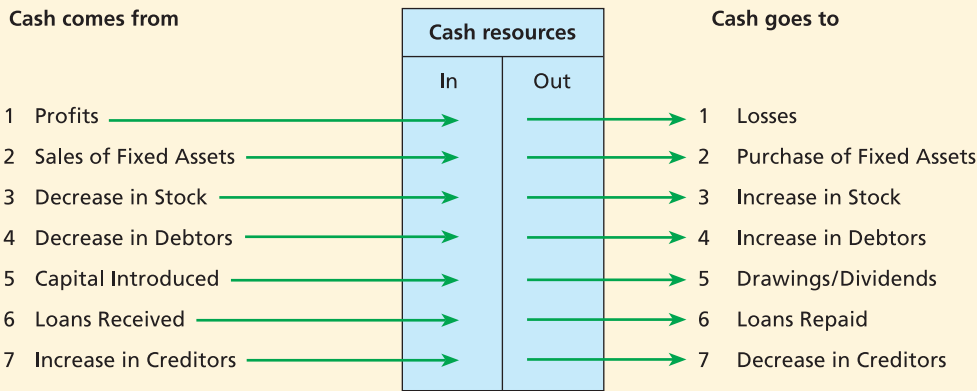 Cash comes from
Cash resources
Cash goes to
In Out
1 Profits 1 Losses
2 Sales of Fixed Assets 2 Purchase of Fixed Assets
3 Decrease in Stock 3 Increase in Stock
4 Decrease in Debtors 4 Increase in Debtors
5 Capital Introduced 5 Drawings/Dividends
6 Loans Received 6 Loans Repaid
7 Increase in Creditors 7 Decrease in Creditors